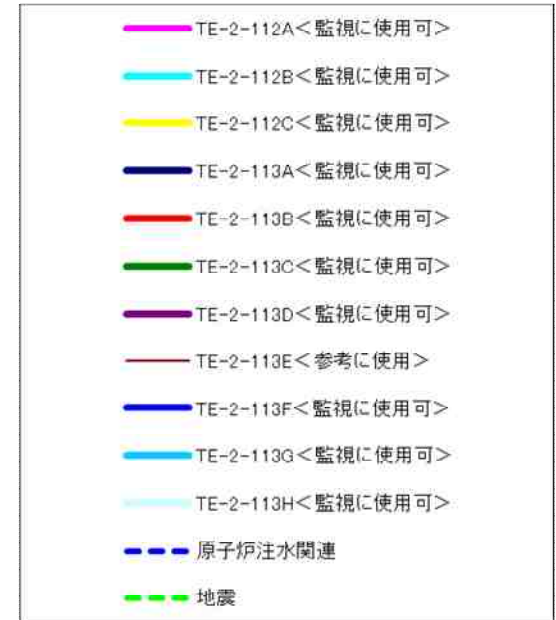 TE-2-112A＜監視に使用可＞
TE-2-112B＜監視に使用可＞
TE-2-112C＜監視に使用可＞
TE-2-113A＜監視に使用可＞
TE-2-113B＜監視に使用可＞
TE-2-113C＜監視に使用可＞
TE-2-113D＜監視に使用可＞
TE-2-113E＜参考に使用＞
TE-2-113F＜監視に使用可＞
TE-2-113G＜監視に使用可＞
TE-2-113H＜監視に使用可＞
原子炉注水関連
地震